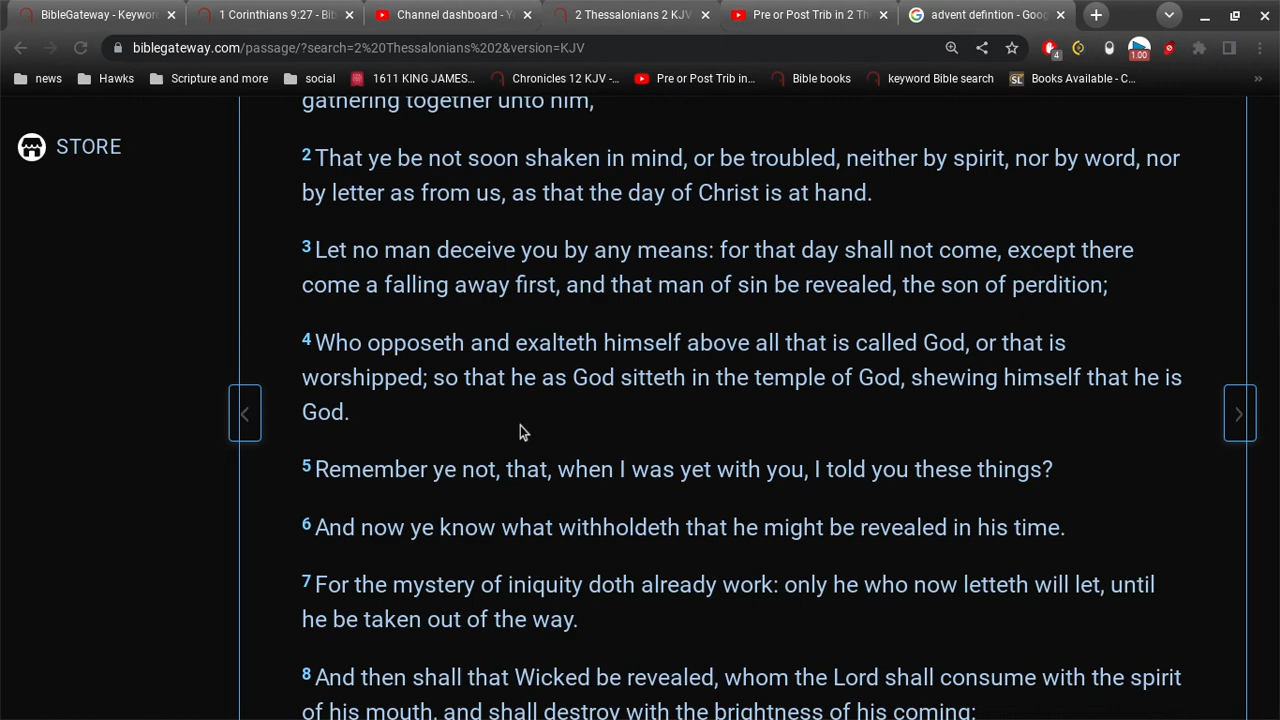 BibleGateway - Keyword
1 Corinthians 9:27 - Bib
Channel dashboard - Y
2 Thessalonians 2 KJV
Pre or Post Trib in 2 Th
advent defintion - Goog
biblegateway.com/passage/?search=2%20Thessalonians%202&version=KJV
4
1.00
news
Hawks
Scripture and more
social
1611 KING JAMES...
Chronicles 12 KJV -...
Pre or Post Trib in...
Bible books
keyword Bible search
SL
Books Available - C...
»
STORE
gathering together unto him,
2 That ye be not soon shaken in mind, or be troubled, neither by spirit, nor by word, nor
by letter as from us, as that the day of Christ is at hand.
3 Let no man deceive you by any means: for that day shall not come, except there
come a falling away first, and that man of sin be revealed, the son of perdition;
4 Who opposeth and exalteth himself above all that is called God, or that is
worshipped; so that he as God sitteth in the temple of God, shewing himself that he is
God.
5 Remember ye not, that, when I was yet with you, I told you these things?
6 And now ye know what withholdeth that he might be revealed in his time.
7 For the mystery of iniquity doth already work: only he who now letteth will let, until
he be taken out of the way.
8 And then shall that Wicked be revealed, whom the Lord shall consume with the spirit
of his mouth, and shall destroy with the brightness of his coming: